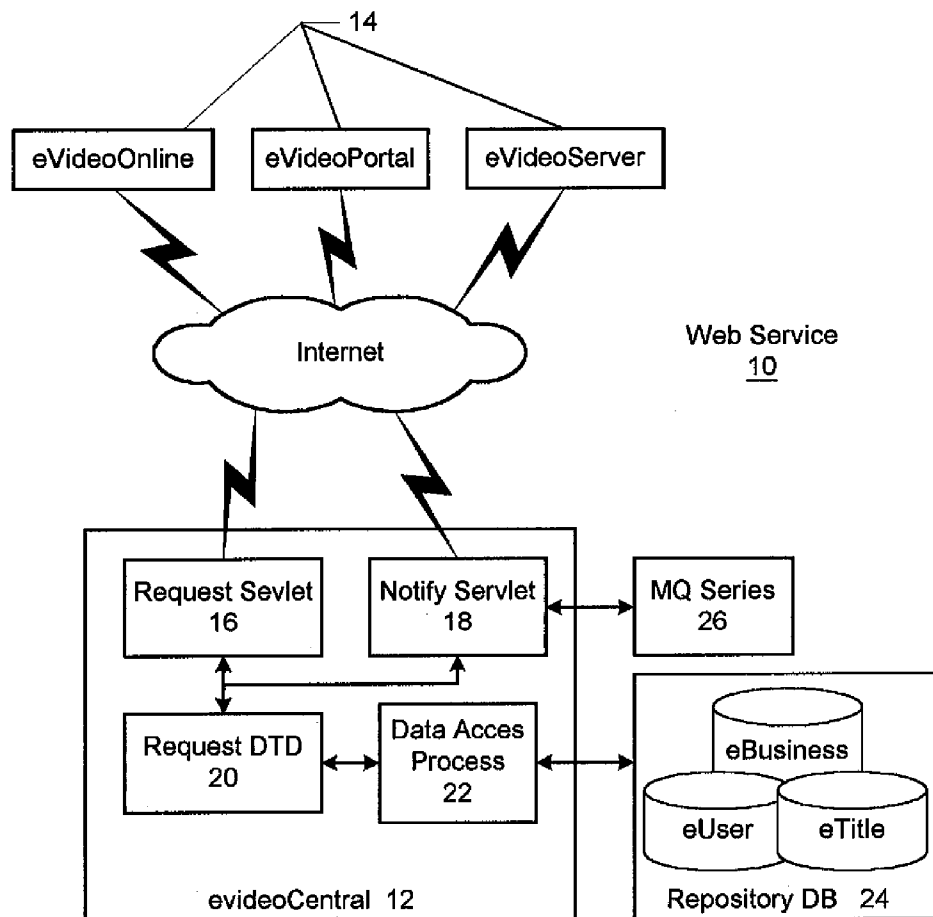 14
eVideoOnline
eVideoPortal
eVideoServer
Internet
Web Service
10
Request Sevlet
16
Notify Servlet
18
MQ Series
26
Request DTD
20
Data Acces
Process
22
eBusiness
eUser
eTitle
evideoCentral 12
Repository DB 24